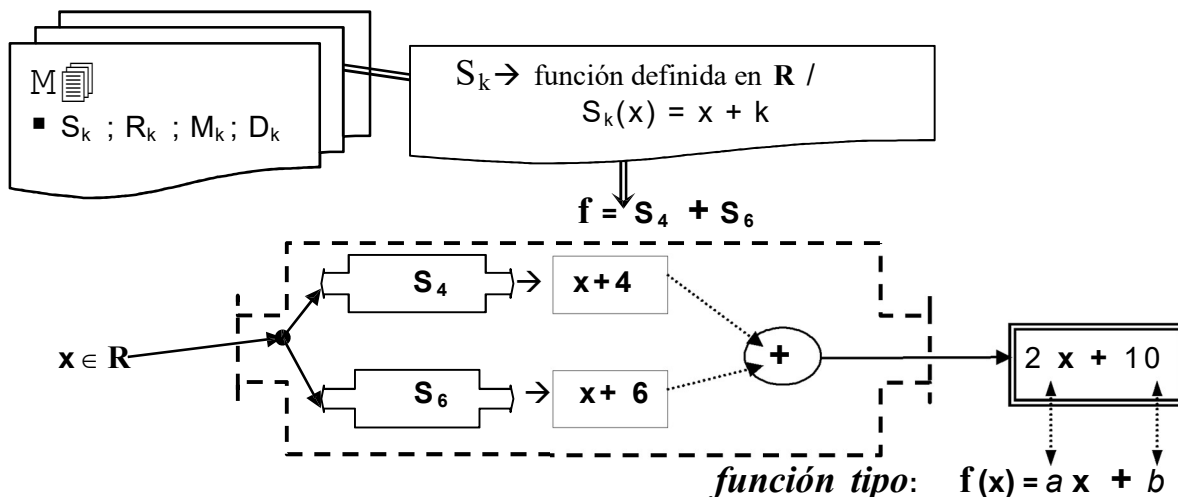 M
▪ Sk ; Rk ; Mk ; Dk
Sk → función definida en R /
Sk(x) = x + k
f = S4 + S6
S4 → x+4
x ∈ R
+
2 x + 10
S6 → x+ 6
función tipo: f(x) = a x + b